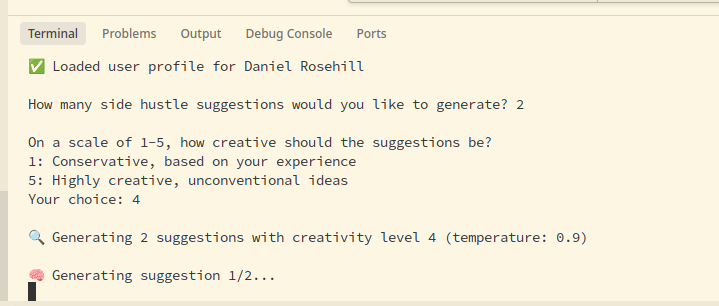 Terminal Problems Output Debug Console Ports
✅ Loaded user profile for Daniel Rosehill
How many side hustle suggestions would you like to generate? 2
On a scale of 1-5, how creative should the suggestions be?
1: Conservative, based on your experience
5: Highly creative, unconventional ideas
Your choice: 4
🔍 Generating 2 suggestions with creativity level 4 (temperature: 0.9)
🧠 Generating suggestion 1/2...